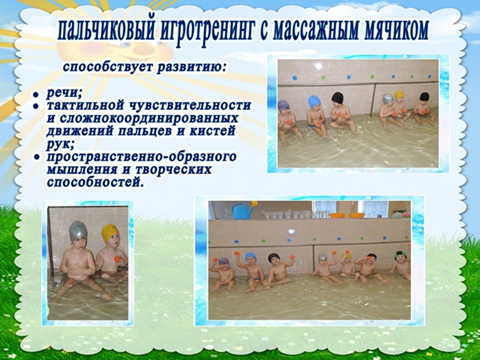 пальчиковый игротренинг с массажным мячиком
способствует развитию:
• речи;
• тактильной чувствительности
и сложнокоординированных
движений пальцев и кистей
рук;
• пространственно-образного
мышления и творческих
способностей.